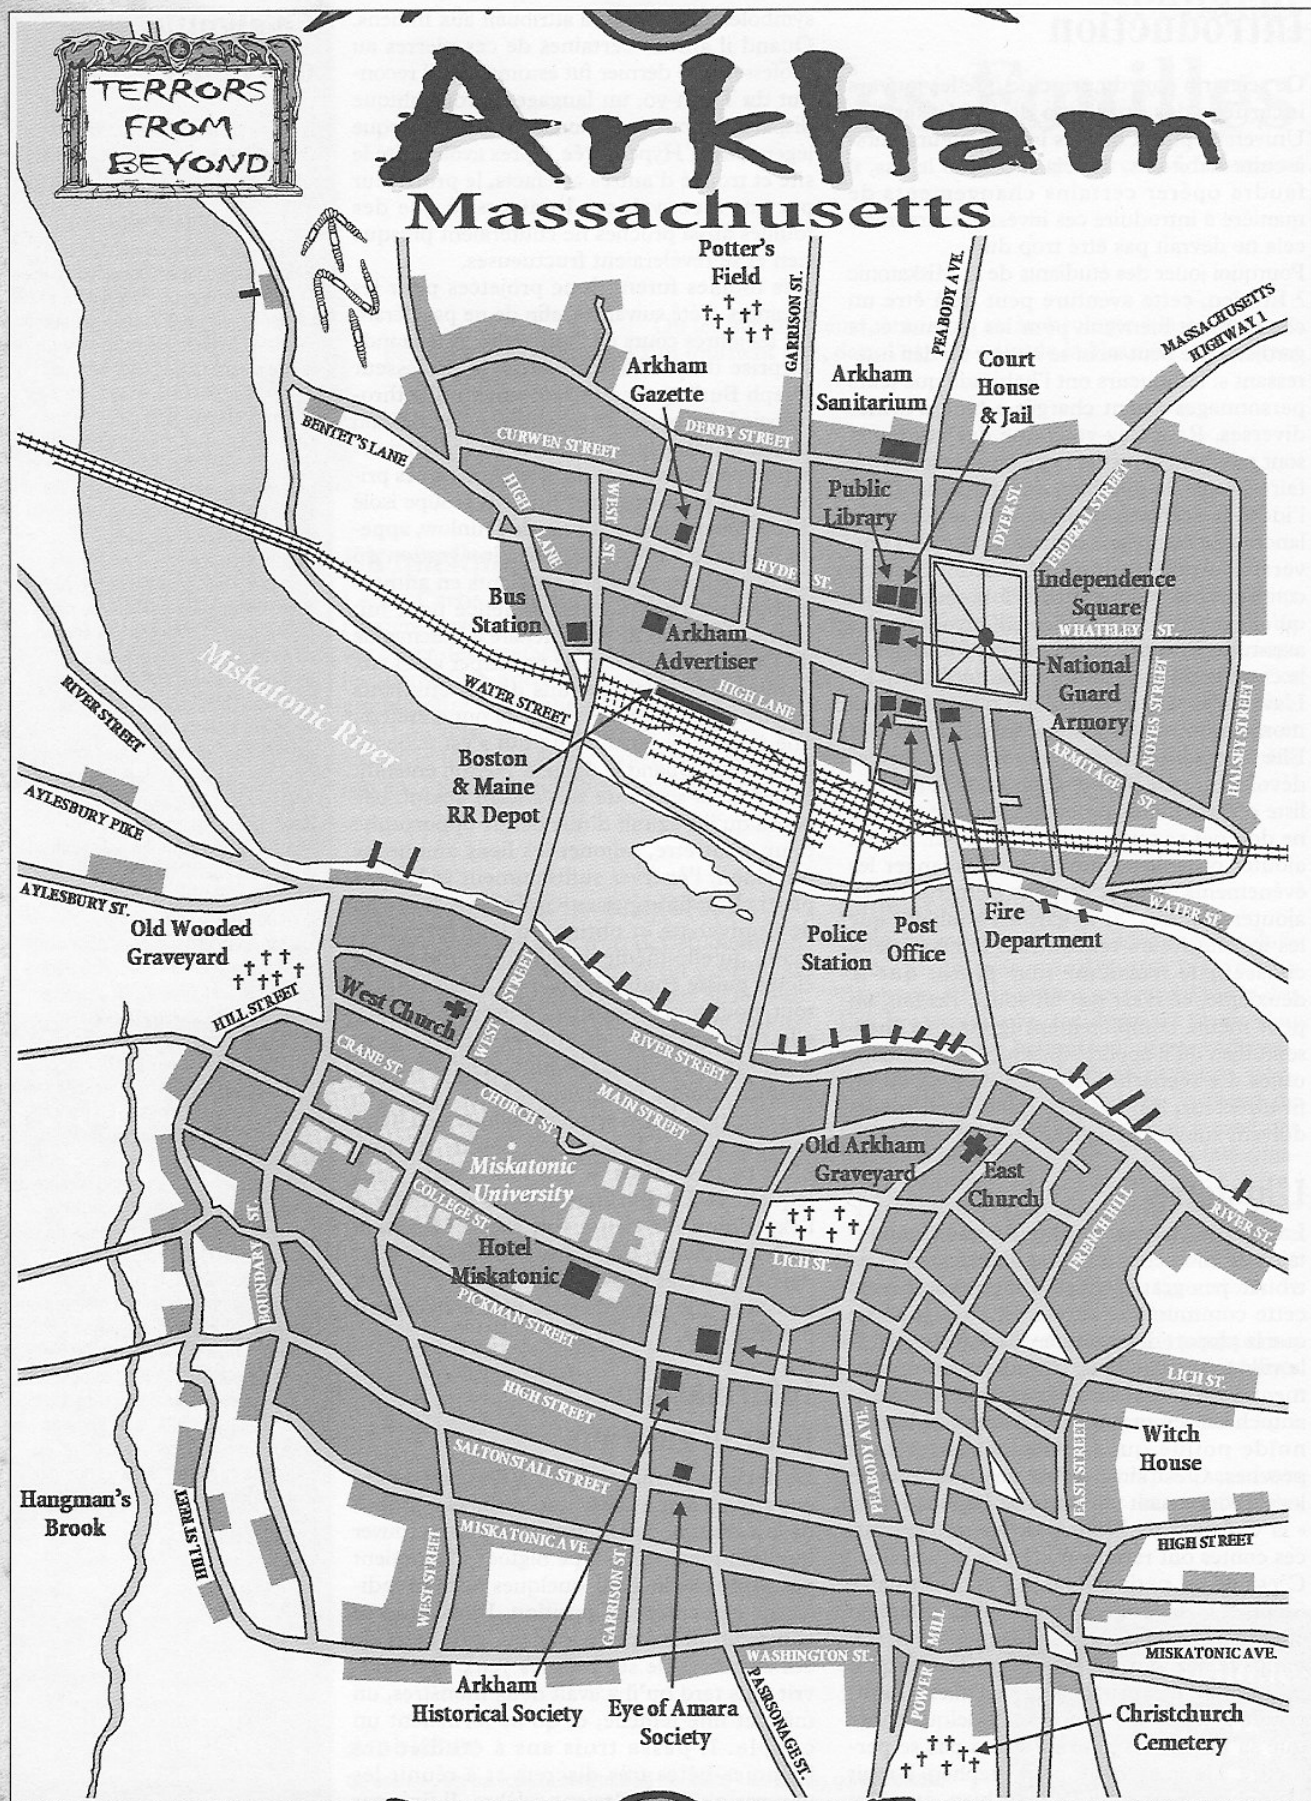 TERRORS
FROM
BEYOND
Arkham
Massachusetts
Potter's
Field
GARRISON ST.
PEABODY AVE.
MASSACHUSETTS
HIGHWAY 1
Arkham
Gazette
Arkham
Sanitarium
Court
House
& Jail
BENTET'S LANE
CURWEN STREET
DERBY STREET
HIGH
LANE
WEST
ST.
Public
Library
DYER ST.
FEDERAL STREET
HYDE ST.
Independence
Square
Bus
Station
Arkham
Advertiser
WHATELEY ST.
National
Guard
Armory
Miskatonic River
RIVER STREET
WATER STREET
HIGH LANE
NOYES STREET
HALSEY STREET
ARMITAGE ST.
Boston
& Maine
RR Depot
AYLESBURY PIKE
AYLESBURY ST.
Old Wooded
Graveyard
Police
Station
Post
Office
Fire
Department
WATER ST.
HILL STREET
West Church
WEST
STREET
RIVER STREET
CRANE ST.
CHURCH ST.
MAIN STREET
Old Arkham
Graveyard
East
Church
Miskatonic
University
COLLEGE ST.
FRENCH HILL
RIVER ST.
BOUNDARY ST.
Hotel
Miskatonic
LICH ST.
PICKMAN STREET
LICH ST.
HIGH STREET
PEABODY AVE.
EAST STREET
Witch
House
SALTONSTALL STREET
Hangman's
Brook
HILL STREET
WEST STREET
MISKATONIC AVE.
GARRISON ST.
HIGH STREET
POWER MILL
WASHINGTON ST.
MISKATONIC AVE.
Arkham
Historical Society
Eye of Amara
Society
PASRSONAGE ST.
Christchurch
Cemetery